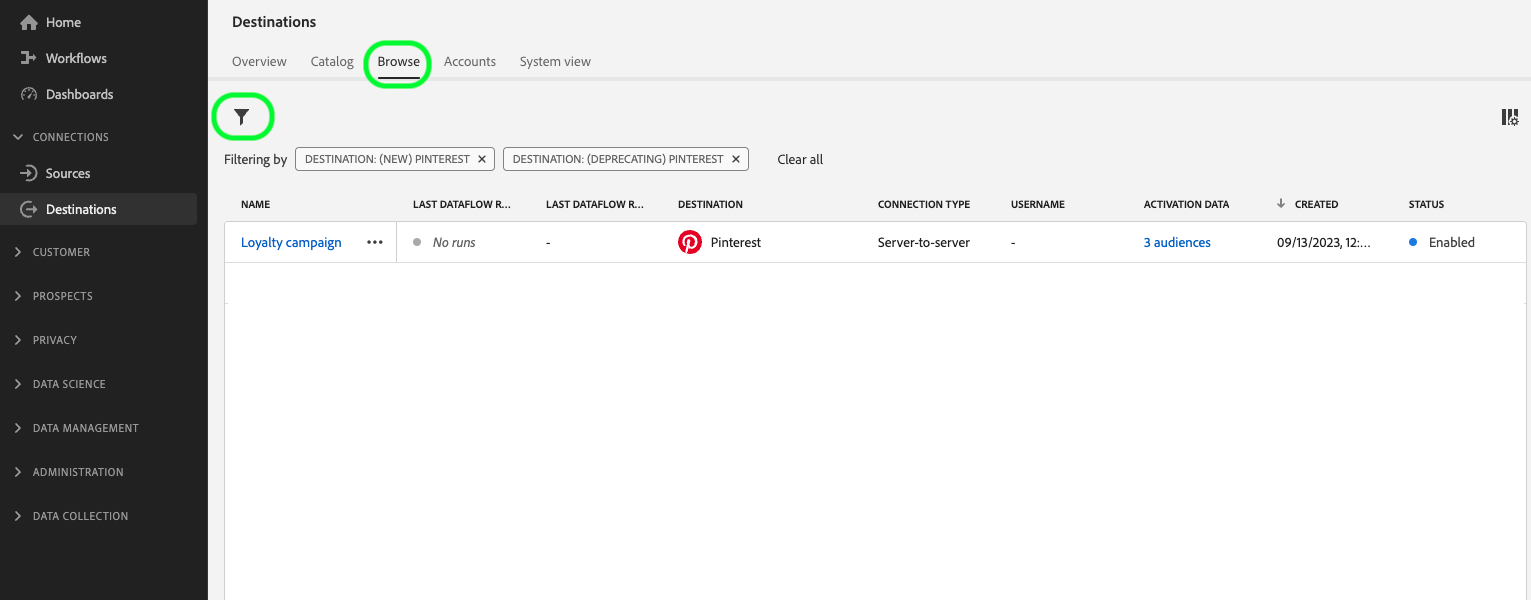 Home
Workflows
Dashboards
CONNECTIONS
Sources
Destinations
CUSTOMER
PROSPECTS
PRIVACY
DATA SCIENCE
DATA MANAGEMENT
ADMINISTRATION
DATA COLLECTION
Destinations
Overview Catalog Browse Accounts System view
Filtering by DESTINATION: (NEW) PINTEREST ✕ DESTINATION: (DEPRECATING) PINTEREST ✕ Clear all
NAME LAST DATAFLOW R... LAST DATAFLOW R... DESTINATION CONNECTION TYPE USERNAME ACTIVATION DATA ↓ CREATED STATUS
Loyalty campaign ••• No runs - Pinterest Server-to-server - 3 audiences 09/13/2023, 12:... Enabled